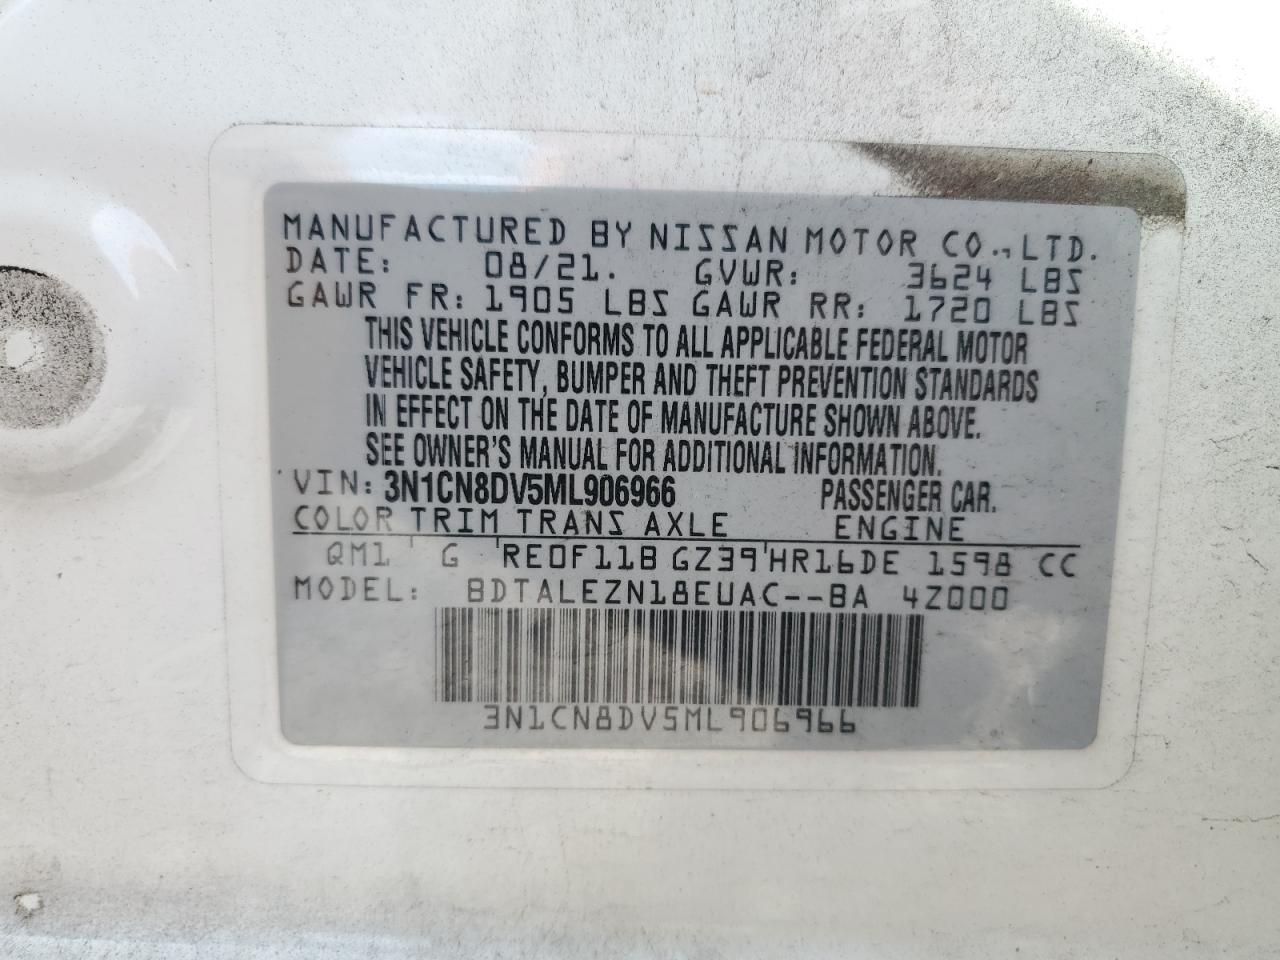 MANUFACTURED BY NISSAN MOTOR CO., LTD.
DATE: 08/21. GVWR: 3624 LBS
GAWR FR: 1905 LBS GAWR RR: 1720 LBS
THIS VEHICLE CONFORMS TO ALL APPLICABLE FEDERAL MOTOR
VEHICLE SAFETY, BUMPER AND THEFT PREVENTION STANDARDS
IN EFFECT ON THE DATE OF MANUFACTURE SHOWN ABOVE.
SEE OWNER'S MANUAL FOR ADDITIONAL INFORMATION.
VIN: 3N1CN8DV5ML906966 PASSENGER CAR.
COLOR TRIM TRANS AXLE ENGINE
QM1 G RE0F11B GZ39 HR16DE 1598 CC
MODEL: BDTALEZN18EUAC--BA 4Z000
3N1CN8DV5ML906966